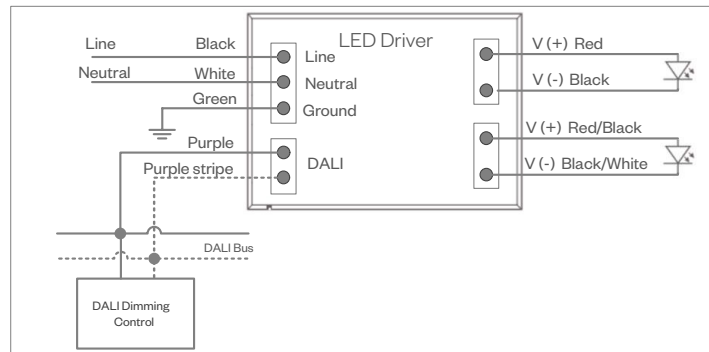 LED Driver
Line Black Line
Neutral White Neutral
Green Ground
Purple
Purple stripe
DALI
V (+) Red
V (-) Black
V (+) Red/Black
V (-) Black/White
DALI Bus
DALI Dimming
Control